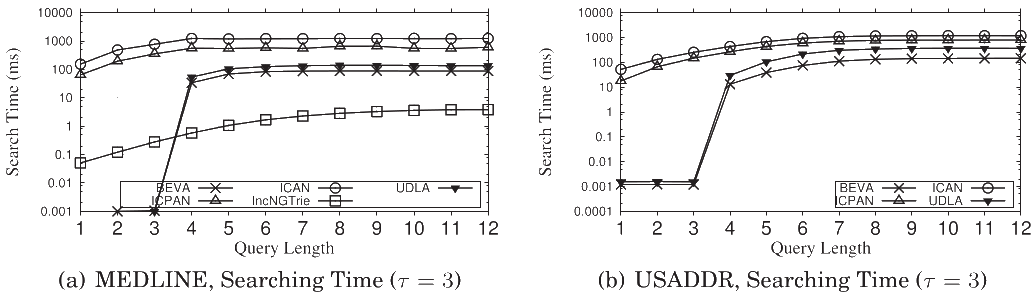 10000
1000
100
10
1
0.1
0.01
0.001
Search Time (ms)
BEVA
ICAN
UDLA
ICPAN
IncNGTrie
1 2 3 4 5 6 7 8 9 10 11 12
Query Length
(a) MEDLINE, Searching Time (τ = 3)
10000
1000
100
10
1
0.1
0.01
0.001
0.0001
Search Time (ms)
BEVA
ICAN
ICPAN
UDLA
1 2 3 4 5 6 7 8 9 10 11 12
Query Length
(b) USADDR, Searching Time (τ = 3)